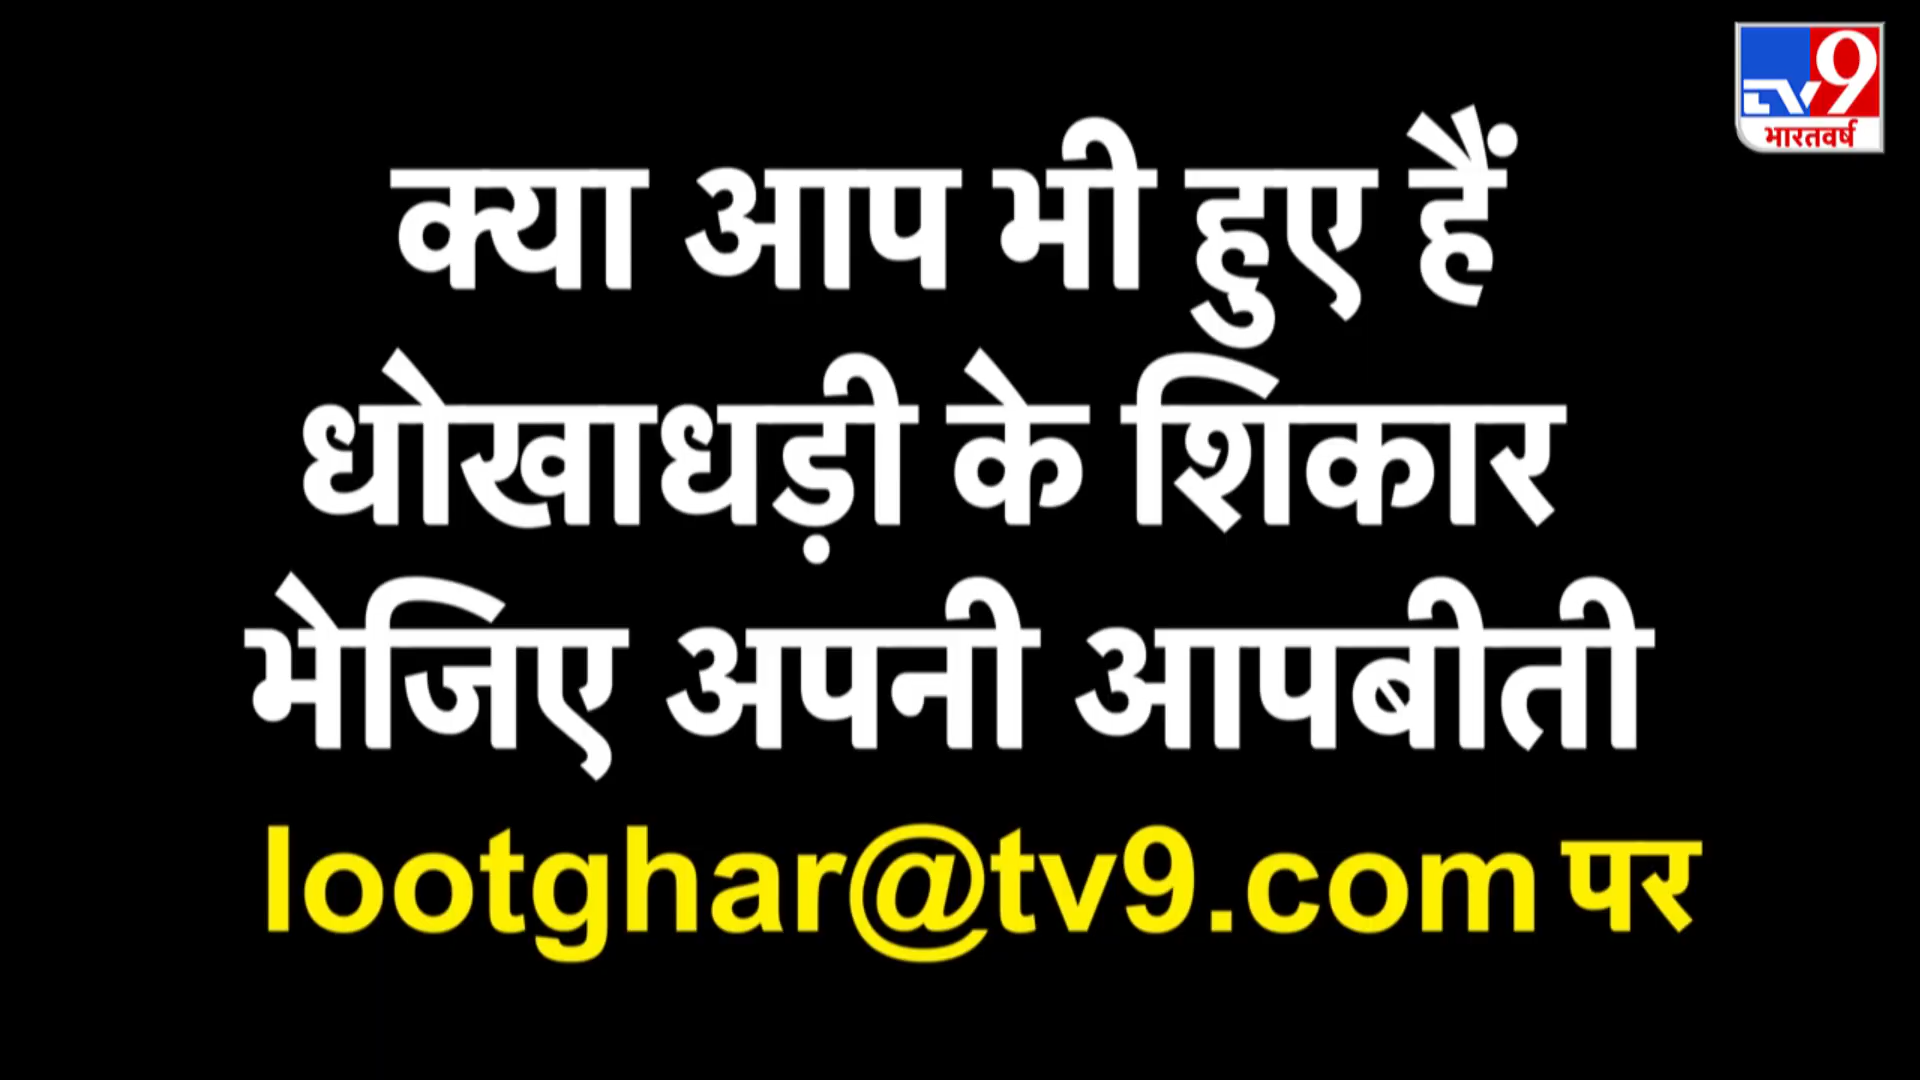 TV9
भारतवर्ष
क्या आप भी हुए हैं
धोखाधड़ी के शिकार
भेजिए अपनी आपबीती
lootghar@tv9.com पर